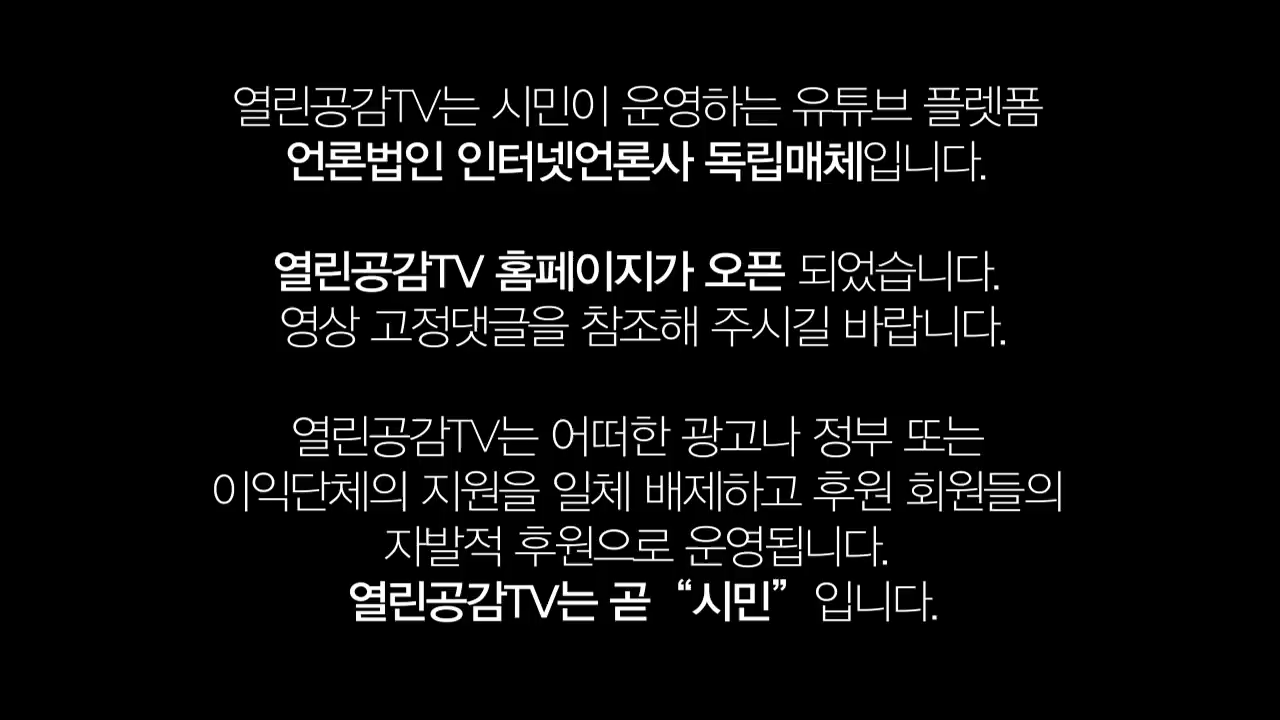 열린공감TV는 시민이 운영하는 유튜브 플렛폼
언론법인 인터넷언론사 독립매체입니다.
열린공감TV 홈페이지가 오픈 되었습니다.
영상 고정댓글을 참조해 주시길 바랍니다.
열린공감TV는 어떠한 광고나 정부 또는
이익단체의 지원을 일체 배제하고 후원 회원들의
자발적 후원으로 운영됩니다.
열린공감TV는 곧 “시민” 입니다.